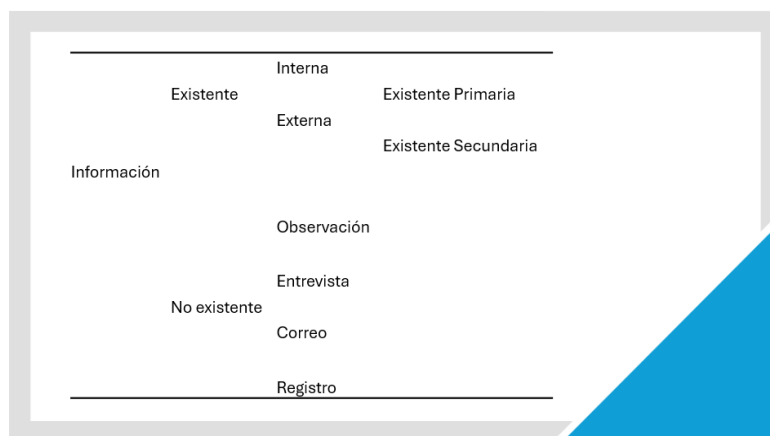 Interna
Existente Existente Primaria
Externa
Existente Secundaria
Información
Observación
Entrevista
No existente
Correo
Registro